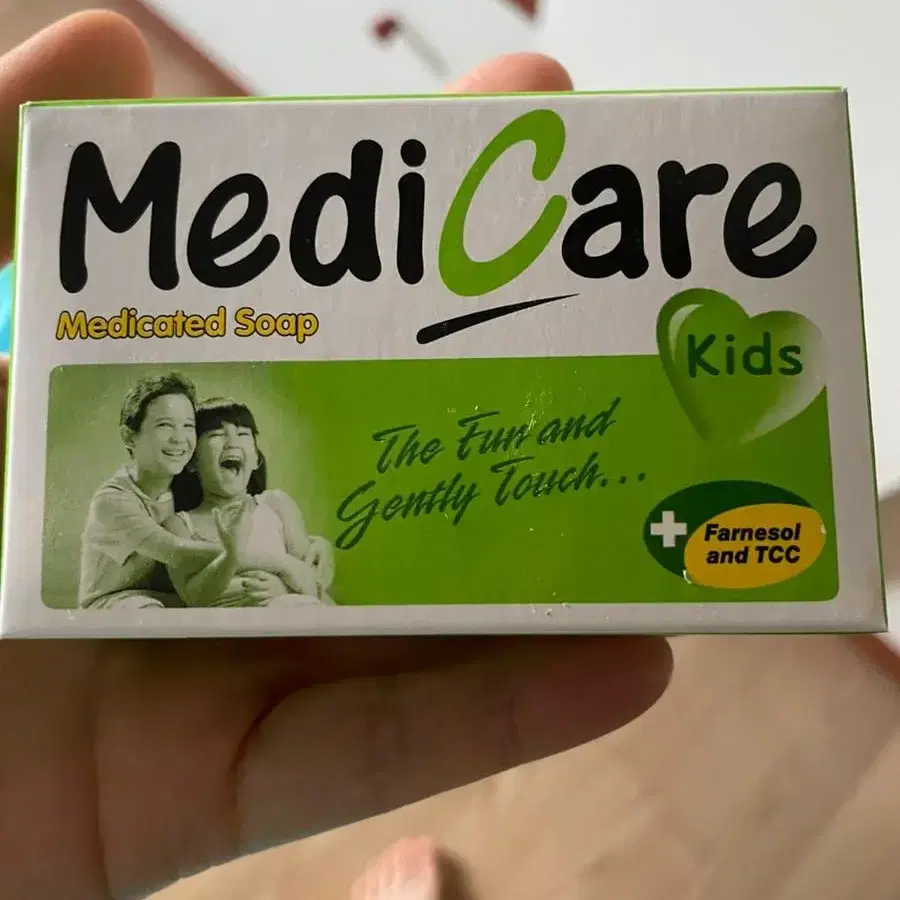 MediCare
Medicated Soap
Kids
The Fun and
Gently Touch...
Farnesol
and TCC